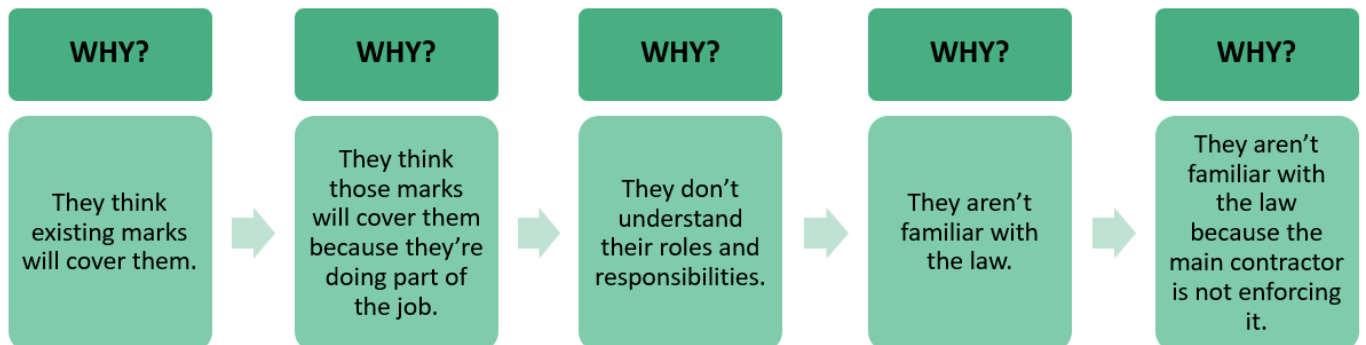 WHY?
They think
existing marks
will cover them.
WHY?
They think
those marks
will cover them
because they’re
doing part of
the job.
WHY?
They don’t
understand
their roles and
responsibilities.
WHY?
They aren’t
familiar with
the law.
WHY?
They aren’t
familiar with
the law
because the
main contractor
is not enforcing
it.